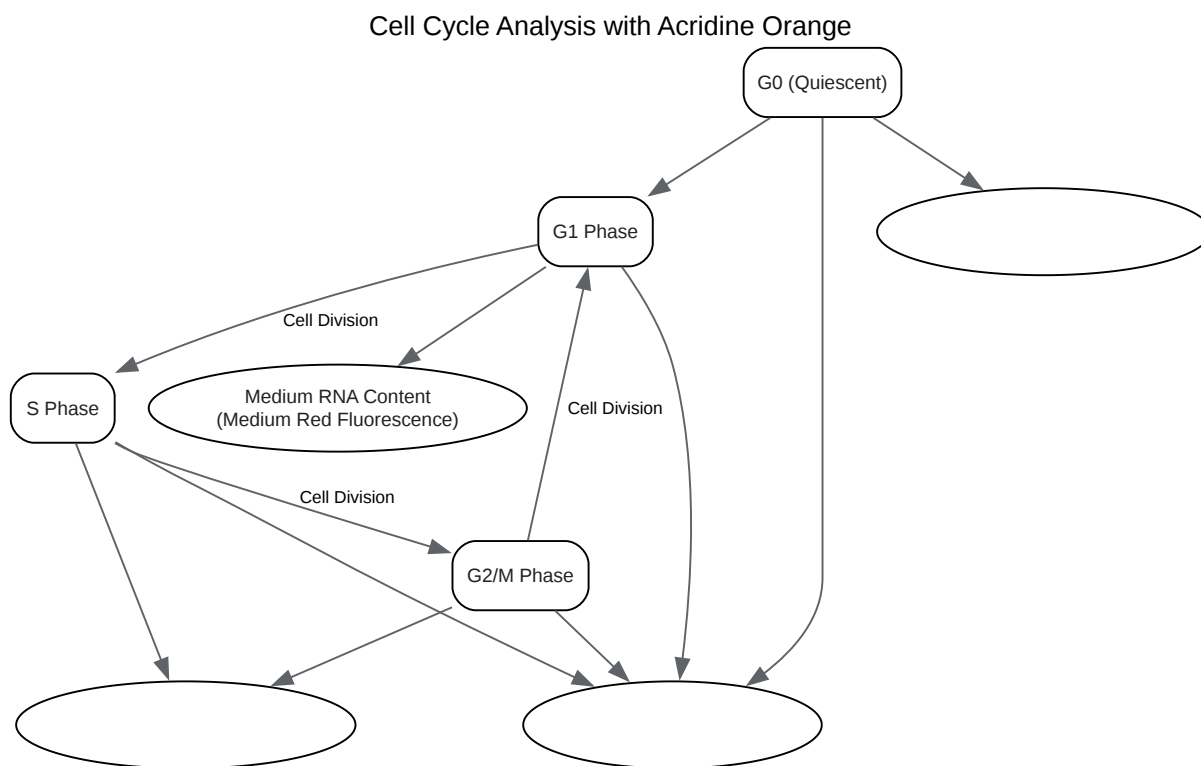 Cell Cycle Analysis with Acridine Orange
G0 (Quiescent)
G1 Phase
Cell Division
S Phase
Medium RNA Content
(Medium Red Fluorescence)
Cell Division
Cell Division
G2/M Phase